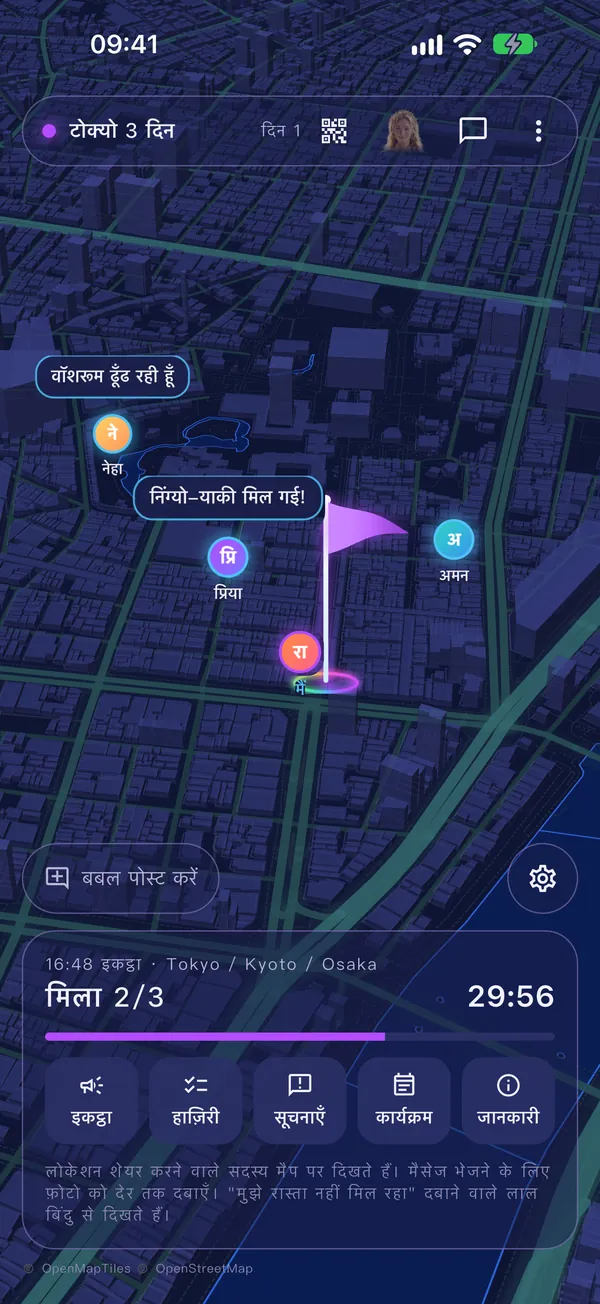 09:41
टोक्यो 3 दिन
दिन 1
वॉशरूम ढूँढ रही हूँ
ने
नेहा
निंग्यो-याकी मिल गई!
प्रि
प्रिया
अ
अमन
रा
मैं
बबल पोस्ट करें
16:48 इकट्ठा · Tokyo / Kyoto / Osaka
मिला 2/3
29:56
इकट्ठा
हाज़िरी
सूचनाएँ
कार्यक्रम
जानकारी
लोकेशन शेयर करने वाले सदस्य मैप पर दिखते हैं। मैसेज भेजने के लिए
फ़ोटो को देर तक दबाएँ। "मुझे रास्ता नहीं मिल रहा" दबाने वाले लाल
बिंदु से दिखते हैं।
© OpenMapTiles © OpenStreetMap